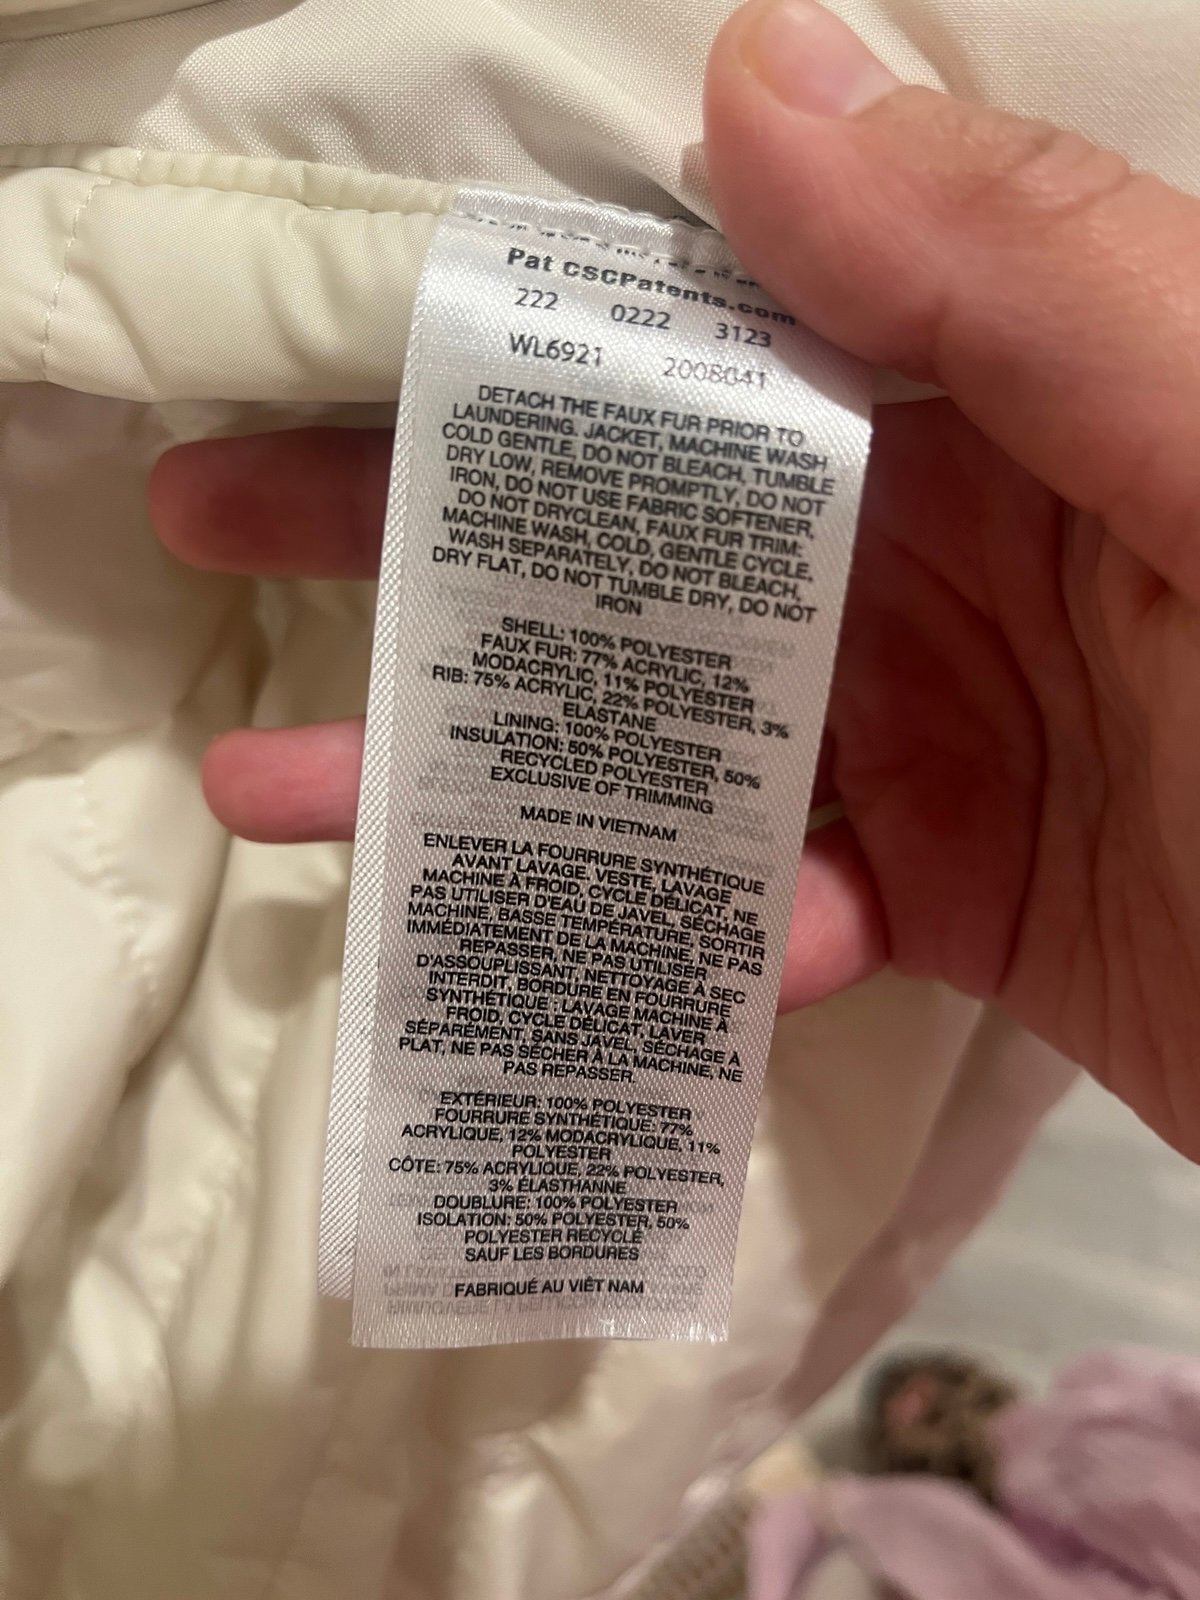 Pat CSCPatents.com
222 0222 3123
WL6921 2008041
DETACH THE FAUX FUR PRIOR TO
LAUNDERING. JACKET, MACHINE WASH
COLD GENTLE, DO NOT BLEACH, TUMBLE
DRY LOW, REMOVE PROMPTLY, DO NOT
IRON, DO NOT USE FABRIC SOFTENER,
DO NOT DRYCLEAN, FAUX FUR TRIM:
MACHINE WASH, COLD, GENTLE CYCLE,
WASH SEPARATELY, DO NOT BLEACH,
DRY FLAT, DO NOT TUMBLE DRY, DO NOT
IRON
SHELL: 100% POLYESTER
FAUX FUR: 77% ACRYLIC, 12%
MODACRYLIC, 11% POLYESTER
RIB: 75% ACRYLIC, 22% POLYESTER, 3%
ELASTANE
LINING: 100% POLYESTER
INSULATION: 50% POLYESTER, 50%
RECYCLED POLYESTER
EXCLUSIVE OF TRIMMING
MADE IN VIETNAM
ENLEVER LA FOURRURE SYNTHÉTIQUE
AVANT LAVAGE. VESTE, LAVAGE
MACHINE À FROID, CYCLE DÉLICAT, NE
PAS UTILISER D'EAU DE JAVEL, SÉCHAGE
MACHINE, BASSE TEMPÉRATURE, SORTIR
IMMÉDIATEMENT DE LA MACHINE, NE PAS
REPASSER, NE PAS UTILISER
D'ASSOUPLISSANT, NETTOYAGE À SEC
INTERDIT, BORDURE EN FOURRURE
SYNTHÉTIQUE : LAVAGE MACHINE À
FROID, CYCLE DÉLICAT, LAVER
SÉPARÉMENT, SANS JAVEL, SÉCHAGE À
PLAT, NE PAS SÉCHER À LA MACHINE, NE
PAS REPASSER.
EXTÉRIEUR: 100% POLYESTER
FOURRURE SYNTHÉTIQUE: 77%
ACRYLIQUE, 12% MODACRYLIQUE, 11%
POLYESTER
CÔTE: 75% ACRYLIQUE, 22% POLYESTER,
3% ÉLASTHANNE
DOUBLURE: 100% POLYESTER
ISOLATION: 50% POLYESTER, 50%
POLYESTER RECYCLÉ
SAUF LES BORDURES
FABRIQUÉ AU VIÊT NAM